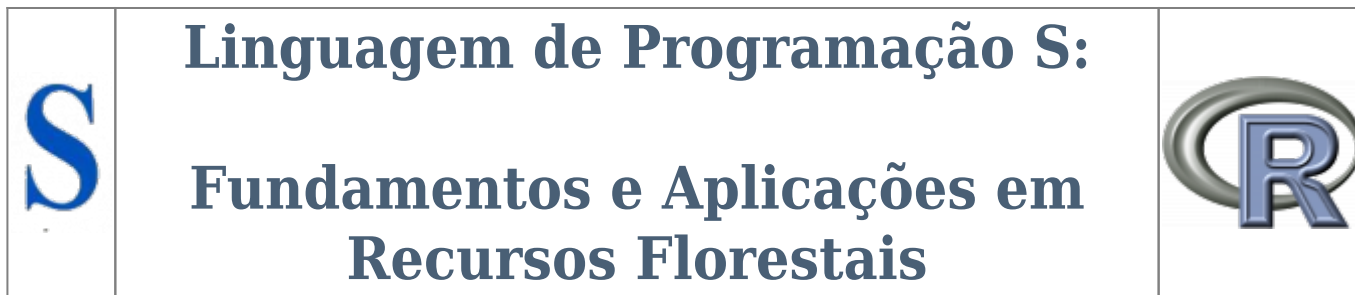 S
Linguagem de Programação S:
Fundamentos e Aplicações em
Recursos Florestais
R